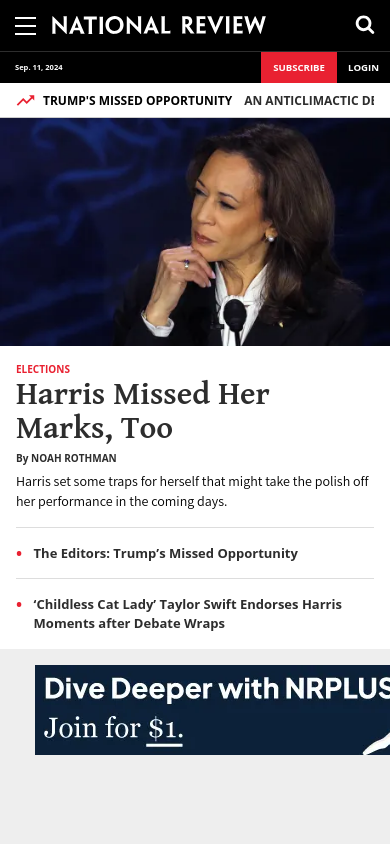 NATIONAL REVIEW
Sep. 11, 2024
SUBSCRIBE
LOGIN
TRUMP'S MISSED OPPORTUNITY
AN ANTICLIMACTIC DE
ELECTIONS
Harris Missed Her
Marks, Too
By NOAH ROTHMAN
Harris set some traps for herself that might take the polish off
her performance in the coming days.
• The Editors: Trump’s Missed Opportunity
• ‘Childless Cat Lady’ Taylor Swift Endorses Harris
Moments after Debate Wraps
Dive Deeper with NRPLUS
Join for $1.